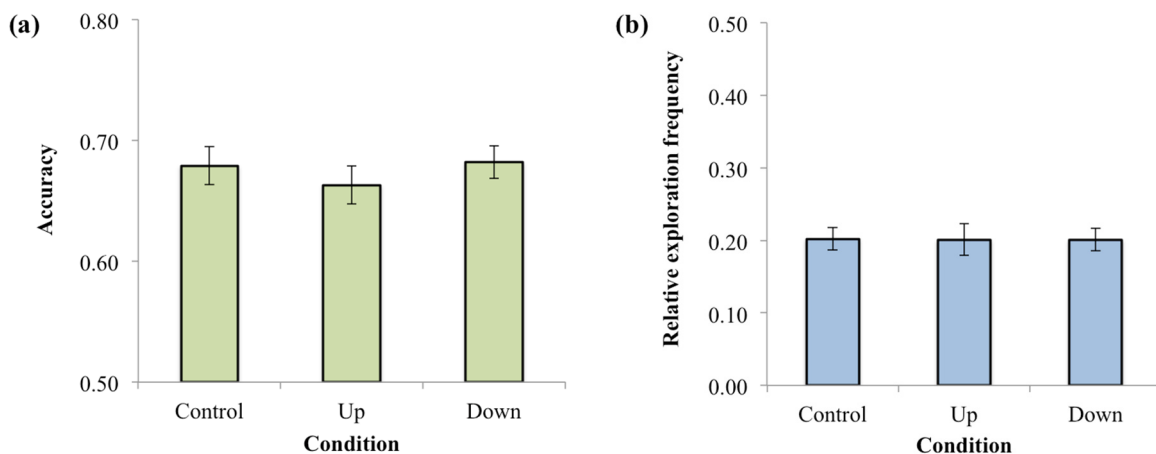 (a)
0.80
0.70
0.60
0.50
Accuracy
Control Up Down
Condition
(b)
0.50
0.40
0.30
0.20
0.10
0.00
Relative exploration frequency
Control Up Down
Condition